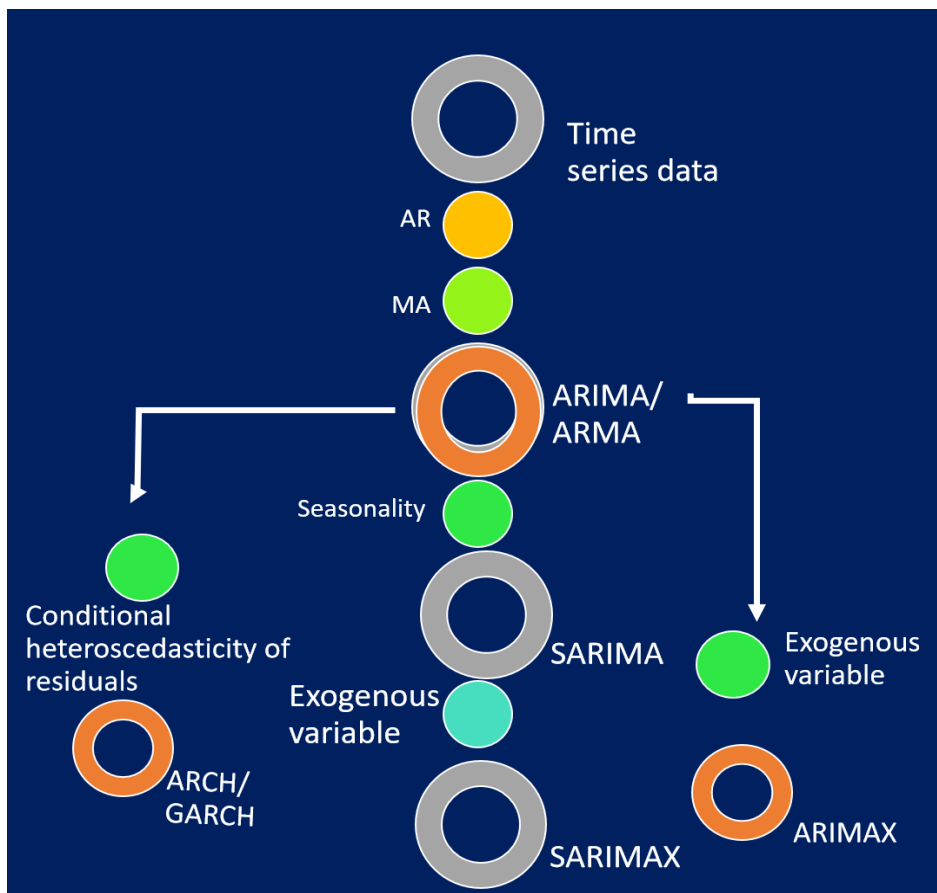 Time
series data
AR
MA
ARIMA/
ARMA
Seasonality
Conditional
heteroscedasticity of
residuals
SARIMA
Exogenous
variable
Exogenous
variable
ARCH/
GARCH
SARIMAX
ARIMAX